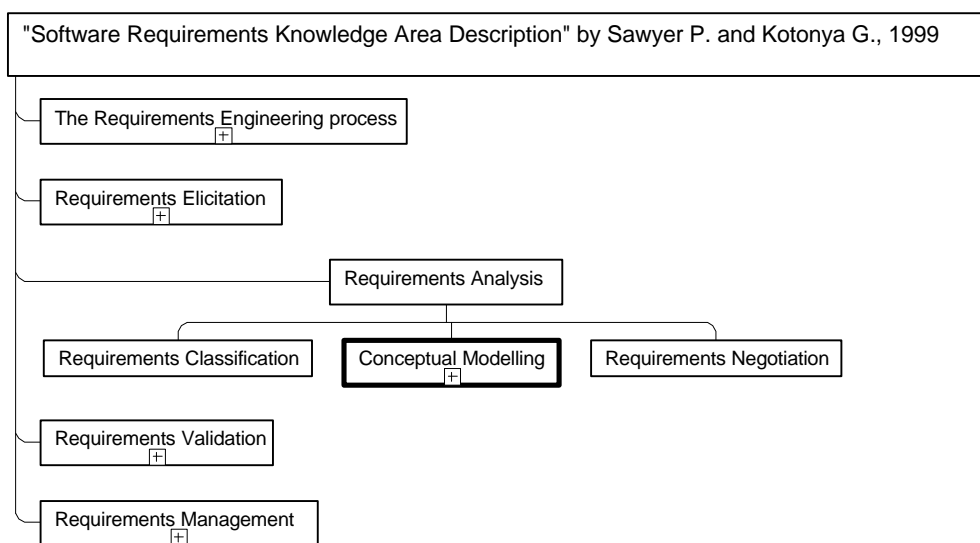 "Software Requirements Knowledge Area Description" by Sawyer P. and Kotonya G., 1999
The Requirements Engineering process
Requirements Elicitation
Requirements Analysis
Requirements Classification
Conceptual Modelling
Requirements Negotiation
Requirements Validation
Requirements Management